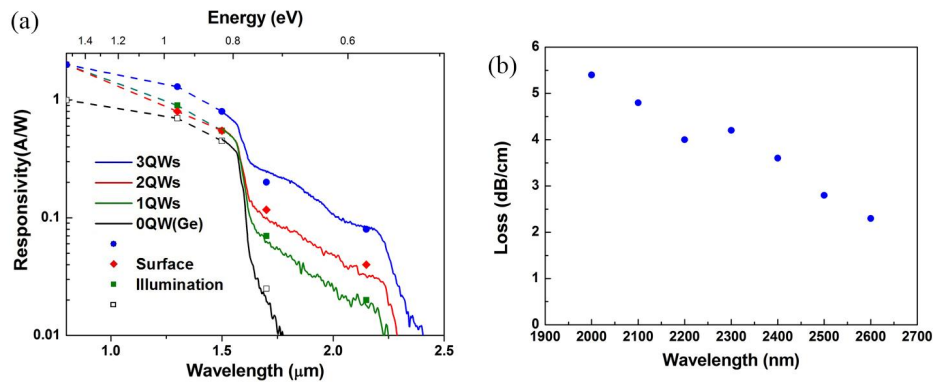 (a)
Energy (eV)
1.4 1.2 1 0.8 0.6
Responsivity(A/W)
1
0.1
0.01
3QWs
2QWs
1QWs
0QW(Ge)
Surface
Illumination
1.0 1.5 2.0 2.5
Wavelength (μm)
(b)
Loss (dB/cm)
6
5
4
3
2
1
0
1900 2000 2100 2200 2300 2400 2500 2600 2700
Wavelength (nm)